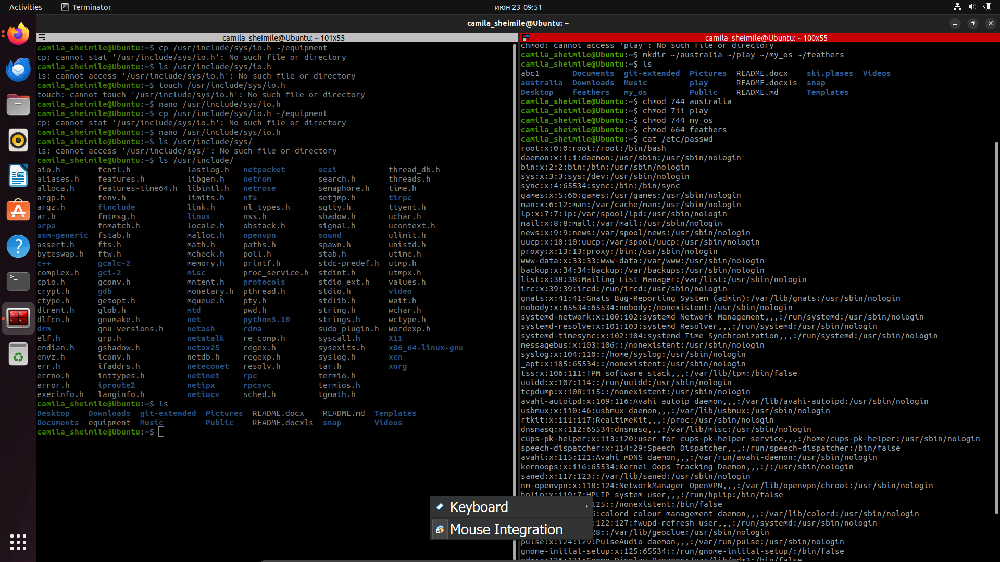 Activities
Terminator
июн 23 09:51
camila_sheimile@Ubuntu: ~
camila_sheimile@Ubuntu: ~ 101x55
camila_sheimile@Ubuntu:~$ cp /usr/include/sys/io.h ~/equipment
cp: cannot stat '/usr/include/sys/io.h': No such file or directory
camila_sheimile@Ubuntu:~$ ls /usr/include/sys/io.h
ls: cannot access '/usr/include/sys/io.h': No such file or directory
camila_sheimile@Ubuntu:~$ touch /usr/include/sys/io.h
touch: cannot touch '/usr/include/sys/io.h': No such file or directory
camila_sheimile@Ubuntu:~$ nano /usr/include/sys/io.h
camila_sheimile@Ubuntu:~$ cp /usr/include/sys/io.h ~/equipment
cp: cannot stat '/usr/include/sys/io.h': No such file or directory
camila_sheimile@Ubuntu:~$ nano /usr/include/sys/io.h
camila_sheimile@Ubuntu:~$ ls /usr/include/sys/
ls: cannot access '/usr/include/sys/': No such file or directory
camila_sheimile@Ubuntu:~$ ls /usr/include/
aio.h fcntl.h lastlog.h netpacket scsi thread_db.h
aliases.h features.h libgen.h netrom search.h threads.h
alloca.h features-time64.h libintl.h netrose semaphore.h time.h
argp.h fenv.h limits.h nfs setjmp.h tirpc
argz.h finclude link.h nl_types.h sgtty.h ttyent.h
ar.h fmtmsg.h linux nss.h shadow.h uchar.h
arpa fnmatch.h locale.h obstack.h signal.h ucontext.h
asm-generic fstab.h malloc.h openvpn sound ulimit.h
assert.h fts.h math.h paths.h spawn.h unistd.h
byteswap.h ftw.h mcheck.h poll.h stab.h utime.h
c++ gcalc-2 memory.h printf.h stdc-predef.h utmp.h
complex.h gci-2 misc proc_service.h stdint.h utmpx.h
cpio.h gconv.h mntent.h protocols stdio_ext.h values.h
crypt.h gdb monetary.h pthread.h stdio.h video
ctype.h getopt.h mqueue.h pty.h stdlib.h wait.h
dirent.h glob.h mtd pwd.h string.h wchar.h
dlfcn.h gnumake.h net python3.10 strings.h wctype.h
drm gnu-versions.h netash rdma sudo_plugin.h wordexp.h
elf.h grp.h netatalk re_comp.h syscall.h X11
endian.h gshadow.h netax25 regex.h sysexits.h x86_64-linux-gnu
envz.h iconv.h netdb.h regexp.h syslog.h xen
err.h ifaddrs.h neteconet resolv.h tar.h xorg
errno.h inttypes.h netinet rpc termio.h
error.h iproute2 netipx rpcsvc termios.h
execinfo.h langinfo.h netiucv sched.h tgmath.h
camila_sheimile@Ubuntu:~$ ls
Desktop Downloads git-extended Pictures README.docx README.md Templates
Documents equipment Music Public README.docxls snap Videos
camila_sheimile@Ubuntu:~$
camila_sheimile@Ubuntu: ~ 100x55
chmod: cannot access 'play': No such file or directory
camila_sheimile@Ubuntu:~$ mkdir ~/australia ~/play ~/my_os ~/feathers
camila_sheimile@Ubuntu:~$ ls
abc1 Documents git-extended Pictures README.docx ski.plases Videos
australia Downloads Music play README.docxls snap
Desktop feathers my_os Public README.md Templates
camila_sheimile@Ubuntu:~$ chmod 744 australia
camila_sheimile@Ubuntu:~$ chmod 711 play
camila_sheimile@Ubuntu:~$ chmod 744 my_os
camila_sheimile@Ubuntu:~$ chmod 664 feathers
camila_sheimile@Ubuntu:~$ cat /etc/passwd
root:x:0:0:root:/root:/bin/bash
daemon:x:1:1:daemon:/usr/sbin:/usr/sbin/nologin
bin:x:2:2:bin:/bin:/usr/sbin/nologin
sys:x:3:3:sys:/dev:/usr/sbin/nologin
sync:x:4:65534:sync:/bin:/bin/sync
games:x:5:60:games:/usr/games:/usr/sbin/nologin
man:x:6:12:man:/var/cache/man:/usr/sbin/nologin
lp:x:7:7:lp:/var/spool/lpd:/usr/sbin/nologin
mail:x:8:8:mail:/var/mail:/usr/sbin/nologin
news:x:9:9:news:/var/spool/news:/usr/sbin/nologin
uucp:x:10:10:uucp:/var/spool/uucp:/usr/sbin/nologin
proxy:x:13:13:proxy:/bin:/usr/sbin/nologin
www-data:x:33:33:www-data:/var/www:/usr/sbin/nologin
backup:x:34:34:backup:/var/backups:/usr/sbin/nologin
list:x:38:38:Mailing List Manager:/var/list:/usr/sbin/nologin
irc:x:39:39:ircd:/run/ircd:/usr/sbin/nologin
gnats:x:41:41:Gnats Bug-Reporting System (admin):/var/lib/gnats:/usr/sbin/nologin
nobody:x:65534:65534:nobody:/nonexistent:/usr/sbin/nologin
systemd-network:x:100:102:systemd Network Management,,,:/run/systemd:/usr/sbin/nologin
systemd-resolve:x:101:103:systemd Resolver,,,:/run/systemd:/usr/sbin/nologin
systemd-timesync:x:102:104:systemd Time Synchronization,,,:/run/systemd:/usr/sbin/nologin
messagebus:x:103:106::/nonexistent:/usr/sbin/nologin
syslog:x:104:110::/home/syslog:/usr/sbin/nologin
_apt:x:105:65534::/nonexistent:/usr/sbin/nologin
tss:x:106:111:TPM software stack,,,:/var/lib/tpm:/bin/false
uuidd:x:107:114::/run/uuidd:/usr/sbin/nologin
tcpdump:x:108:115::/nonexistent:/usr/sbin/nologin
avahi-autoipd:x:109:116:Avahi autoip daemon,,,:/var/lib/avahi-autoipd:/usr/sbin/nologin
usbmux:x:110:46:usbmux daemon,,,:/var/lib/usbmux:/usr/sbin/nologin
rtkit:x:111:117:RealtimeKit,,,:/proc:/usr/sbin/nologin
dnsmasq:x:112:65534:dnsmasq,,,:/var/lib/misc:/usr/sbin/nologin
cups-pk-helper:x:113:120:user for cups-pk-helper service,,,:/home/cups-pk-helper:/usr/sbin/nologin
speech-dispatcher:x:114:29:Speech Dispatcher,,,:/run/speech-dispatcher:/bin/false
avahi:x:115:121:Avahi mDNS daemon,,,:/var/run/avahi-daemon:/usr/sbin/nologin
kernoops:x:116:65534:Kernel Oops Tracking Daemon,,,:/:/usr/sbin/nologin
saned:x:117:123::/var/lib/saned:/usr/sbin/nologin
nm-openvpn:x:118:124:NetworkManager OpenVPN,,,:/var/lib/openvpn/chroot:/usr/sbin/nologin
hplip:x:119:7:HPLIP system user,,,:/run/hplip:/bin/false
125::/nonexistent:/bin/false
:colord colour management daemon,,,:/var/lib/colord:/usr/sbin/nologin
:122:127:fwupd-refresh user,,,:/run/systemd:/usr/sbin/nologin
28::/var/lib/geoclue:/usr/sbin/nologin
pulse:x:124:129:PulseAudio daemon,,,:/var/run/pulse:/usr/sbin/nologin
gnome-initial-setup:x:125:65534::/run/gnome-initial-setup/:/bin/false
gdm:x:126:131:Gnome Display Manager:/var/lib/gdm3:/bin/false
Keyboard
Mouse Integration